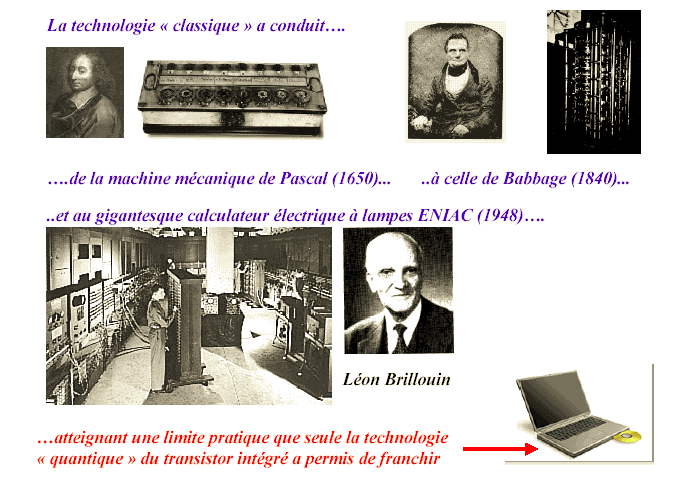 La technologie « classique » a conduit….
….de la machine mécanique de Pascal (1650)...
..à celle de Babbage (1840)...
..et au gigantesque calculateur électrique à lampes ENIAC (1948)….
Léon Brillouin
…atteignant une limite pratique que seule la technologie
« quantique » du transistor intégré a permis de franchir